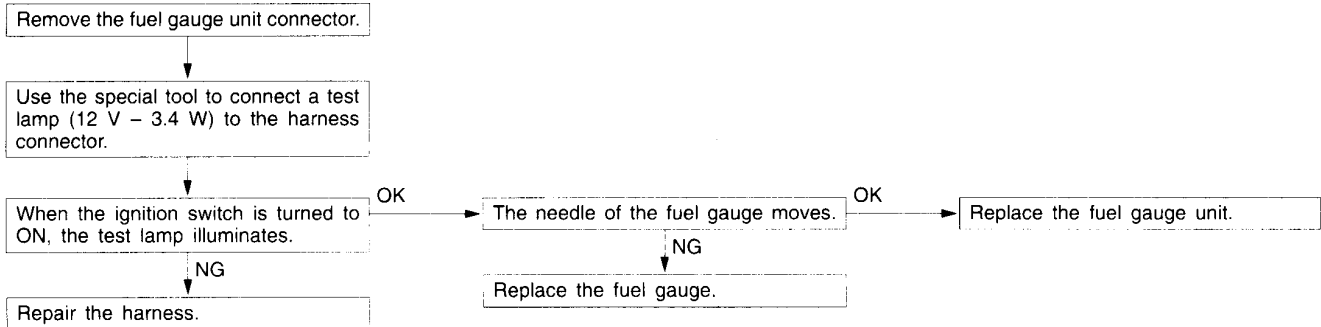 Remove the fuel gauge unit connector.
Use the special tool to connect a test
lamp (12 V – 3.4 W) to the harness
connector.
When the ignition switch is turned to
ON, the test lamp illuminates.
OK
The needle of the fuel gauge moves.
OK
Replace the fuel gauge unit.
NG
Repair the harness.
NG
Replace the fuel gauge.